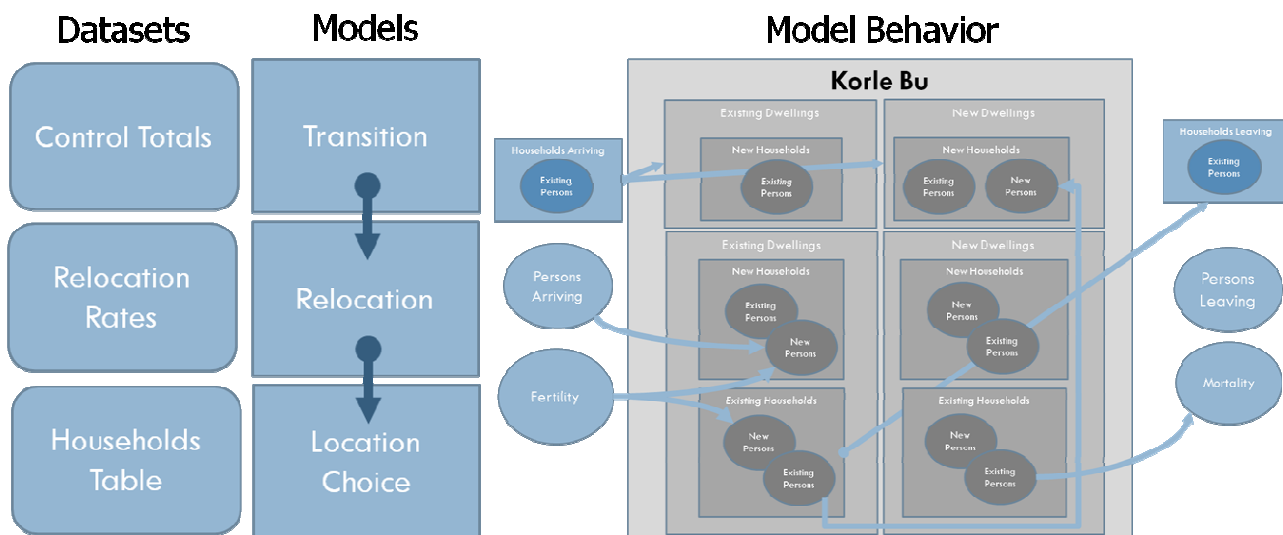 Datasets
Models
Model Behavior
Control Totals
Relocation
Rates
Households
Table
Transition
Relocation
Location
Choice
Households Arriving
Existing
Persons
Persons
Arriving
Fertility
Korle Bu
Existing Dwellings
New Households
Existing
Persom
New Dwellings
New Households
Existing
Persons
New
Persons
Existing Dwellings
New Households
Existing
Persons
New
Persons
Existing Households
New
Persons
Existing
Persons
New Dwellings
New Households
New
Persons
Existing
Persons
Existing Households
New
Persons
Existing
Persons
Households Leaving
Existing
Persons
Persons
Leaving
Mortality